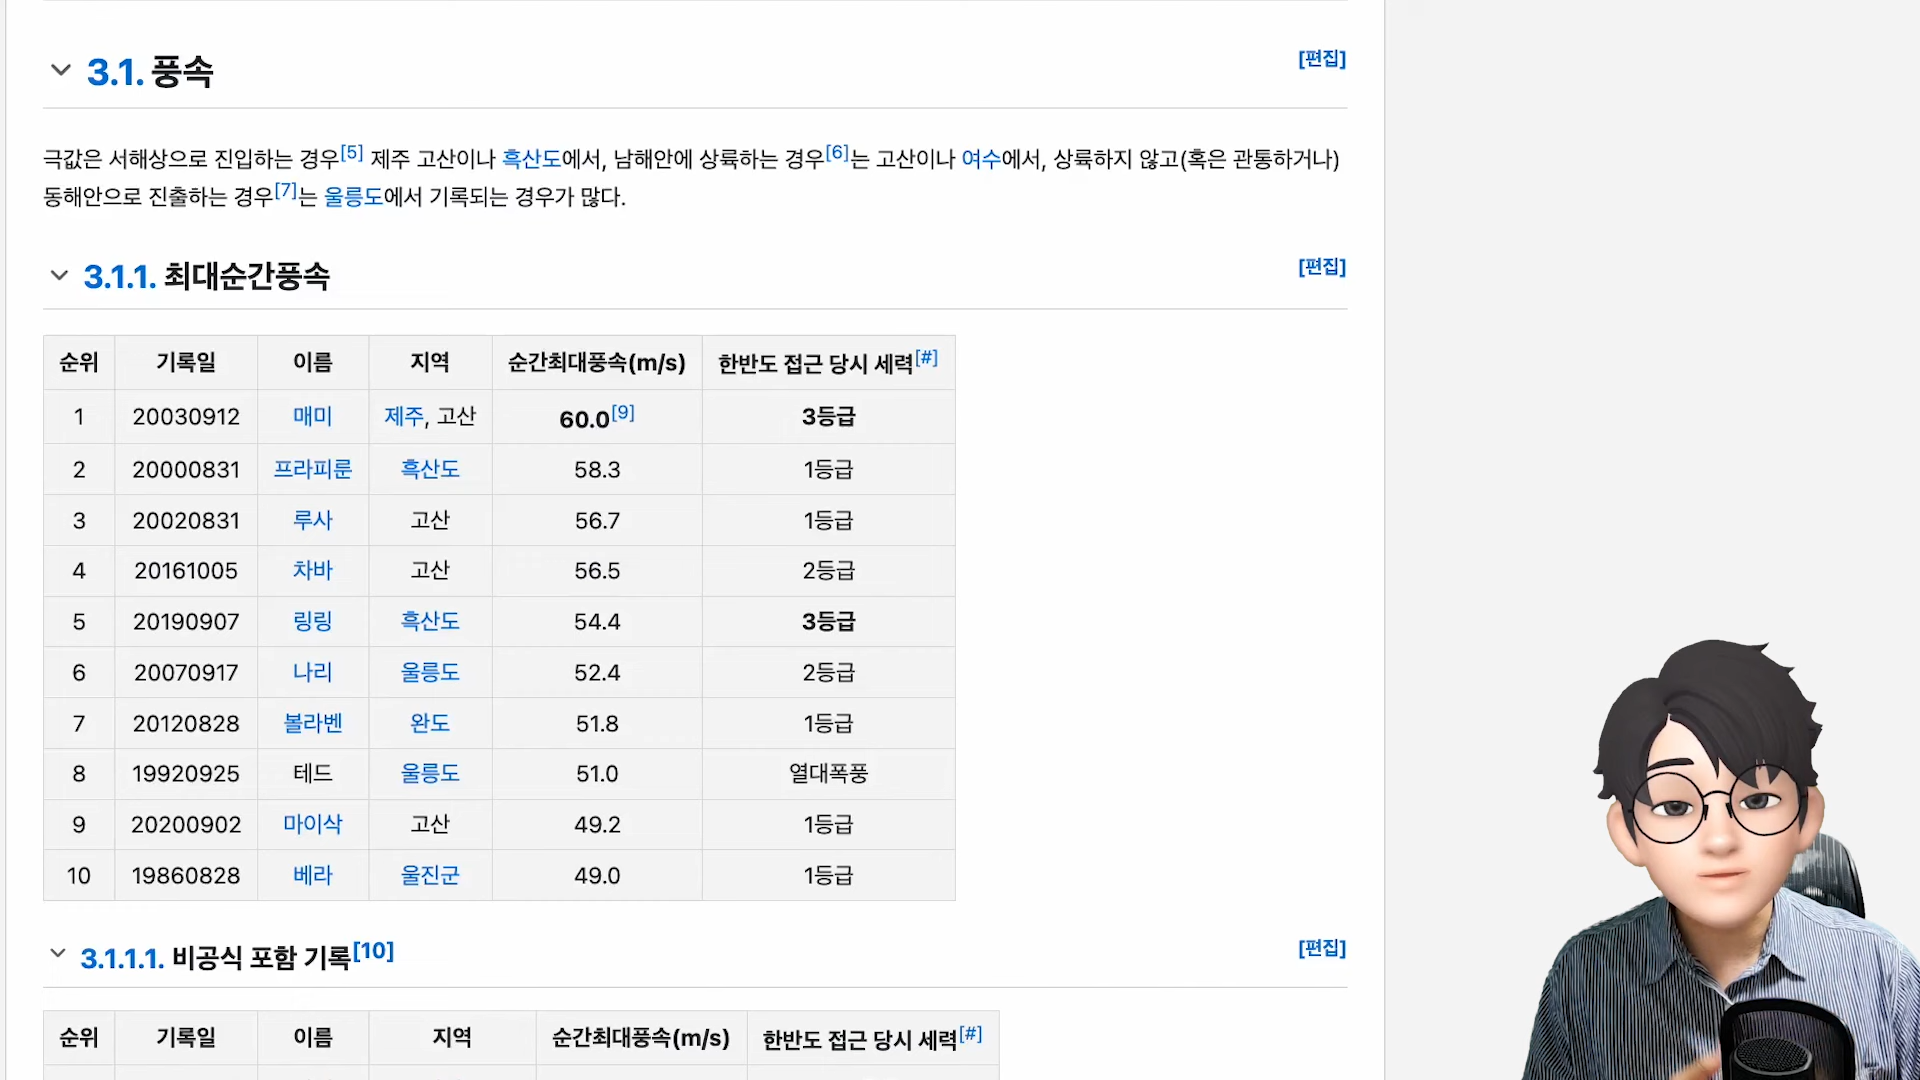 3.1. 풍속
[편집]
극값은 서해상으로 진입하는 경우[5] 제주 고산이나 흑산도에서, 남해안에 상륙하는 경우[6]는 고산이나 여수에서, 상륙하지 않고(혹은 관통하거나)
동해안으로 진출하는 경우[7]는 울릉도에서 기록되는 경우가 많다.
3.1.1. 최대순간풍속
[편집]
순위 기록일 이름 지역 순간최대풍속(m/s) 한반도 접근 당시 세력[#]
1 20030912 매미 제주, 고산 60.0[9] 3등급
2 20000831 프라피룬 흑산도 58.3 1등급
3 20020831 루사 고산 56.7 1등급
4 20161005 차바 고산 56.5 2등급
5 20190907 링링 흑산도 54.4 3등급
6 20070917 나리 울릉도 52.4 2등급
7 20120828 볼라벤 완도 51.8 1등급
8 19920925 테드 울릉도 51.0 열대폭풍
9 20200902 마이삭 고산 49.2 1등급
10 19860828 베라 울진군 49.0 1등급
3.1.1.1. 비공식 포함 기록[10]
[편집]
순위 기록일 이름 지역 순간최대풍속(m/s) 한반도 접근 당시 세력[#]